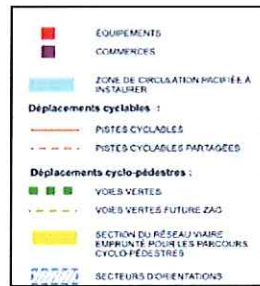 ÉQUIPEMENTS
COMMERCES
ZONE DE CIRCULATION PACIFIÉE À
INSTAURER
Déplacements cyclables :
PISTES CYCLABLES
PISTES CYCLABLES PARTAGÉES
Déplacements cyclo-pédestres :
VOIES VERTES
VOIES VERTES FUTURE ZAC
SECTION DU RÉSEAU VIAIRE
EMPRUNTÉ POUR LES PARCOURS
CYCLO-PÉDESTRES
SECTEURS D'ORIENTATIONS